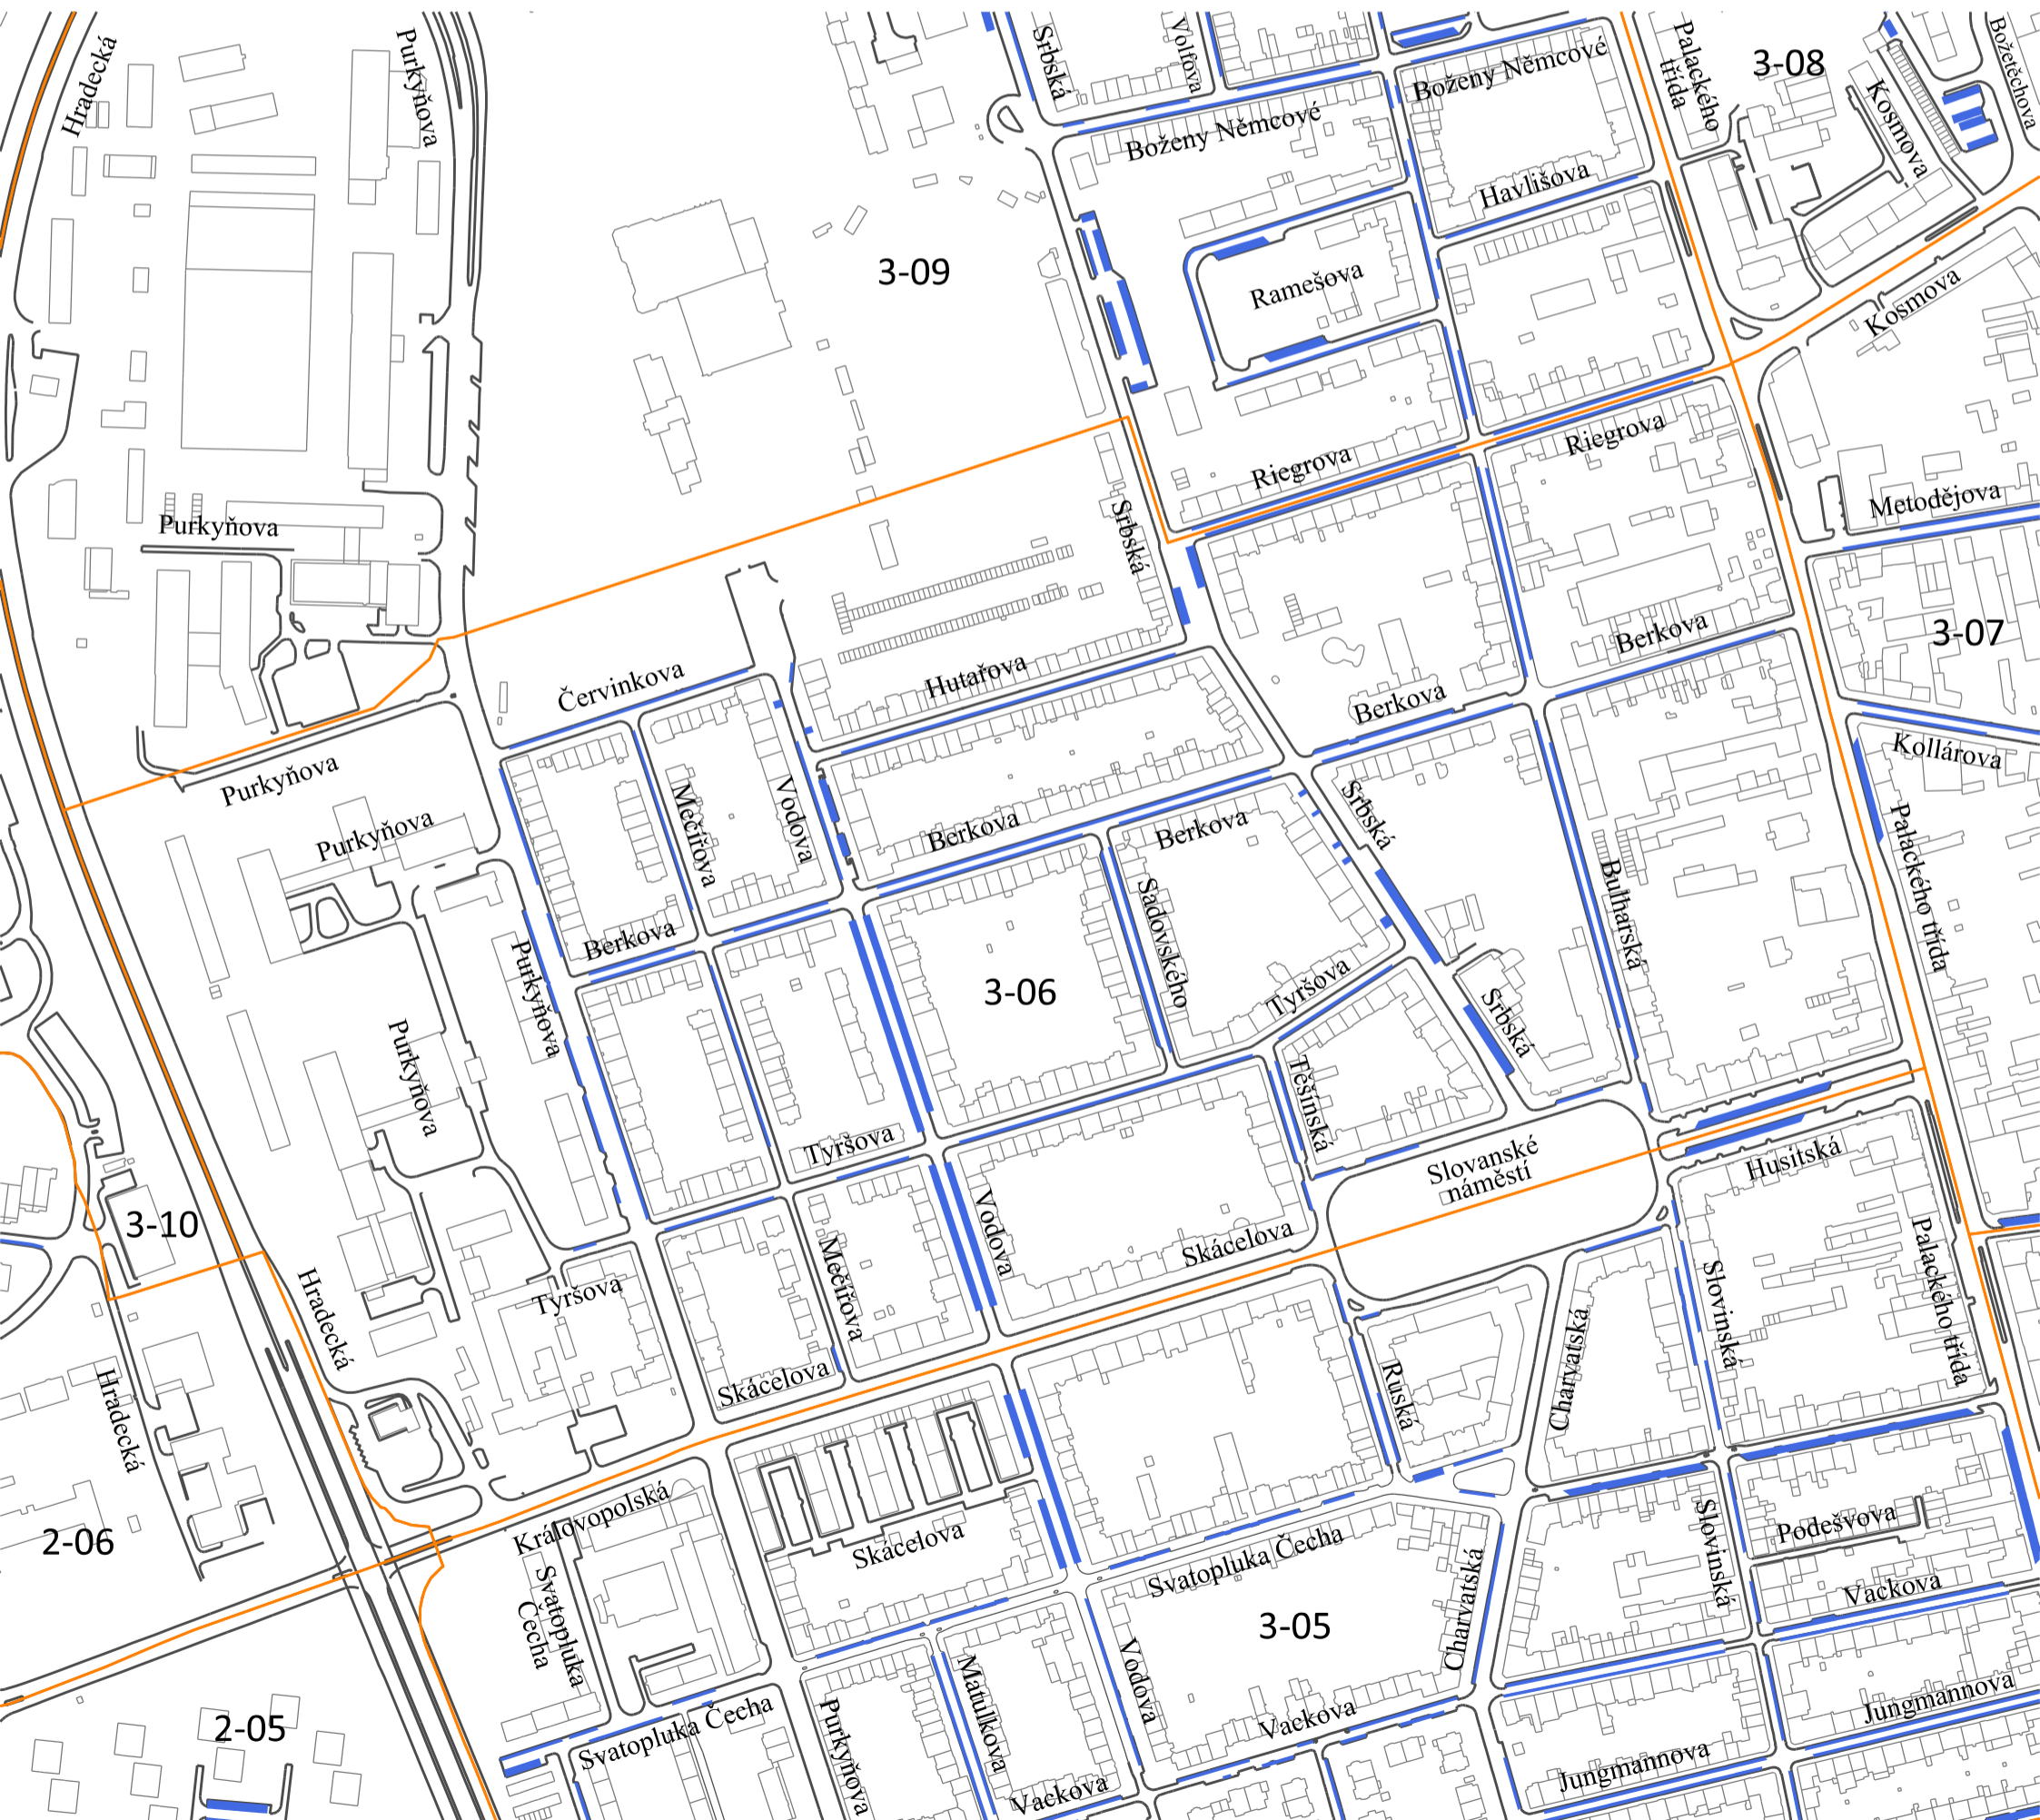 Hradecká
Purkyňova
Srbská
Volfova
Boženy Němcové
Boženy Němcové
Palackého
třída
3-08
Kosmova
Božetěchova
Havlišova
3-09
Ramešova
Kosmova
Riegrova
Riegrova
Metodějova
Purkyňova
Srbská
Berkova
3-07
Červinkova
Hutařova
Berkova
Kollárova
Purkyňova
Purkyňova
Mečířova
Vodova
Berkova
Berkova
Srbská
Bulharská
Palackého třída
Berkova
Purkyňova
Sadovského
3-06
Tyršova
Srbská
Purkyňova
Těšínská
Tyršova
Slovanské
náměstí
Husitská
3-10
Vodova
Skácelova
Mečířova
Slovinská
Palackého třída
Hradecká
Tyršova
Charvatská
Ruská
Skácelova
Hradecká
Královopolská
Skácelova
Svatopluka Čecha
Slovinská
Podešvova
Vackova
2-06
Svatopluka
Čecha
3-05
Charvatská
Matulkova
Vodova
Vackova
Jungmannova
2-05
Svatopluka Čecha
Purkyňova
Vackova
Jungmannova